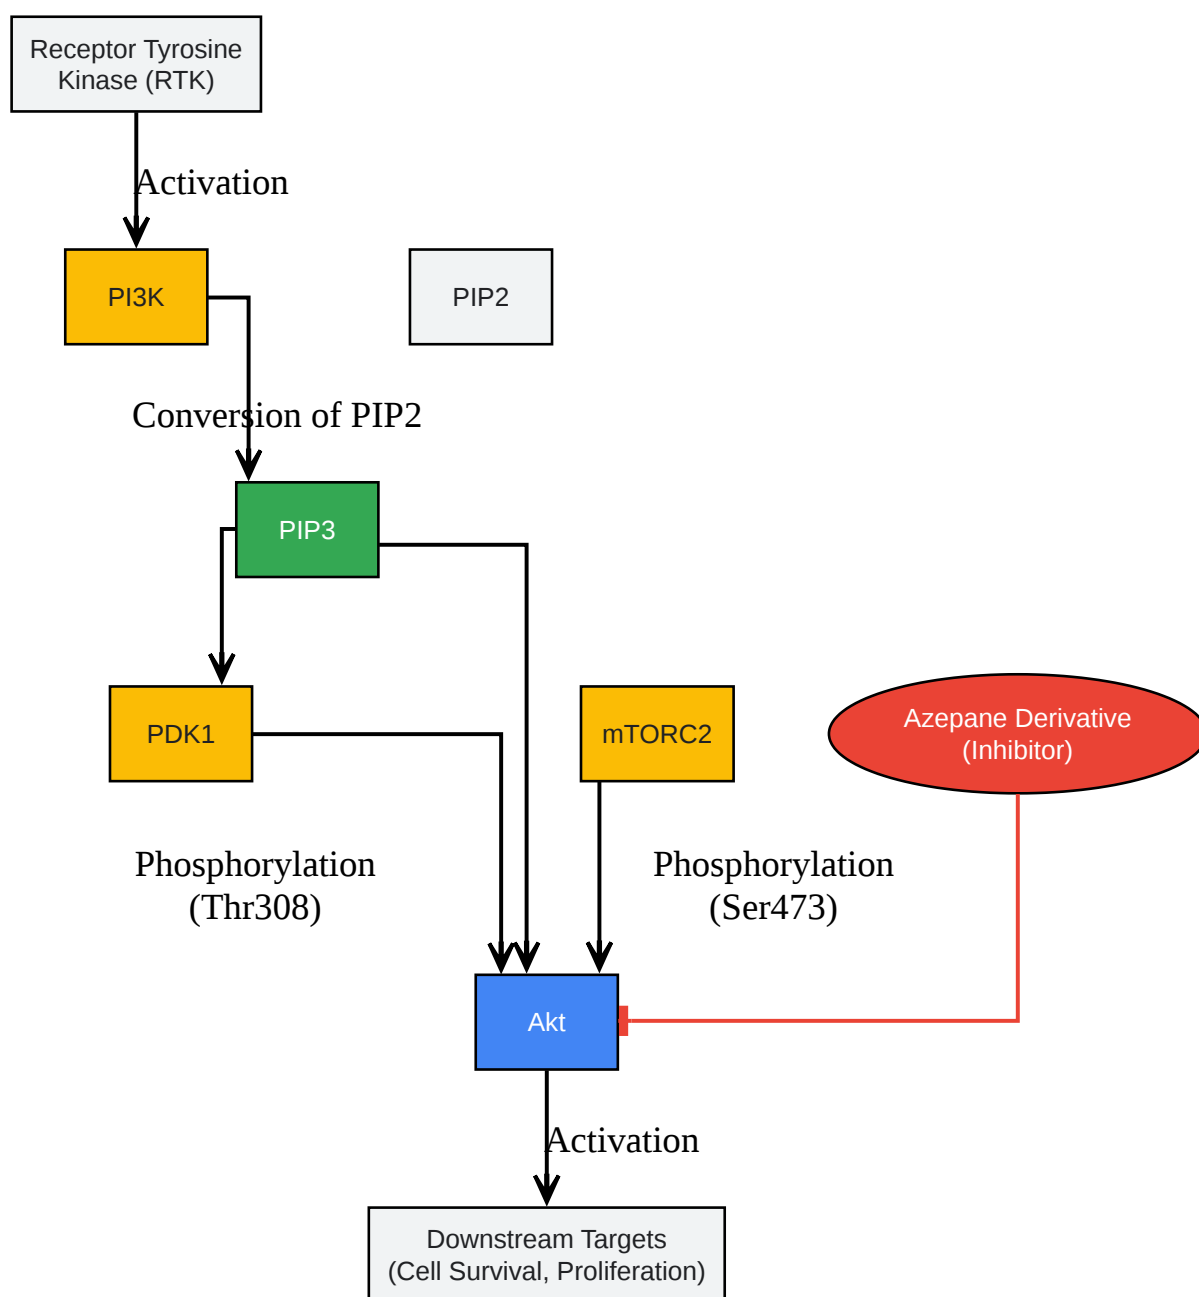 Receptor Tyrosine
Kinase (RTK)
Activation
PI3K
PIP2
Conversion of PIP2
PIP3
PDK1
mTORC2
Azepane Derivative
(Inhibitor)
Phosphorylation
(Thr308)
Phosphorylation
(Ser473)
Akt
Activation
Downstream Targets
(Cell Survival, Proliferation)